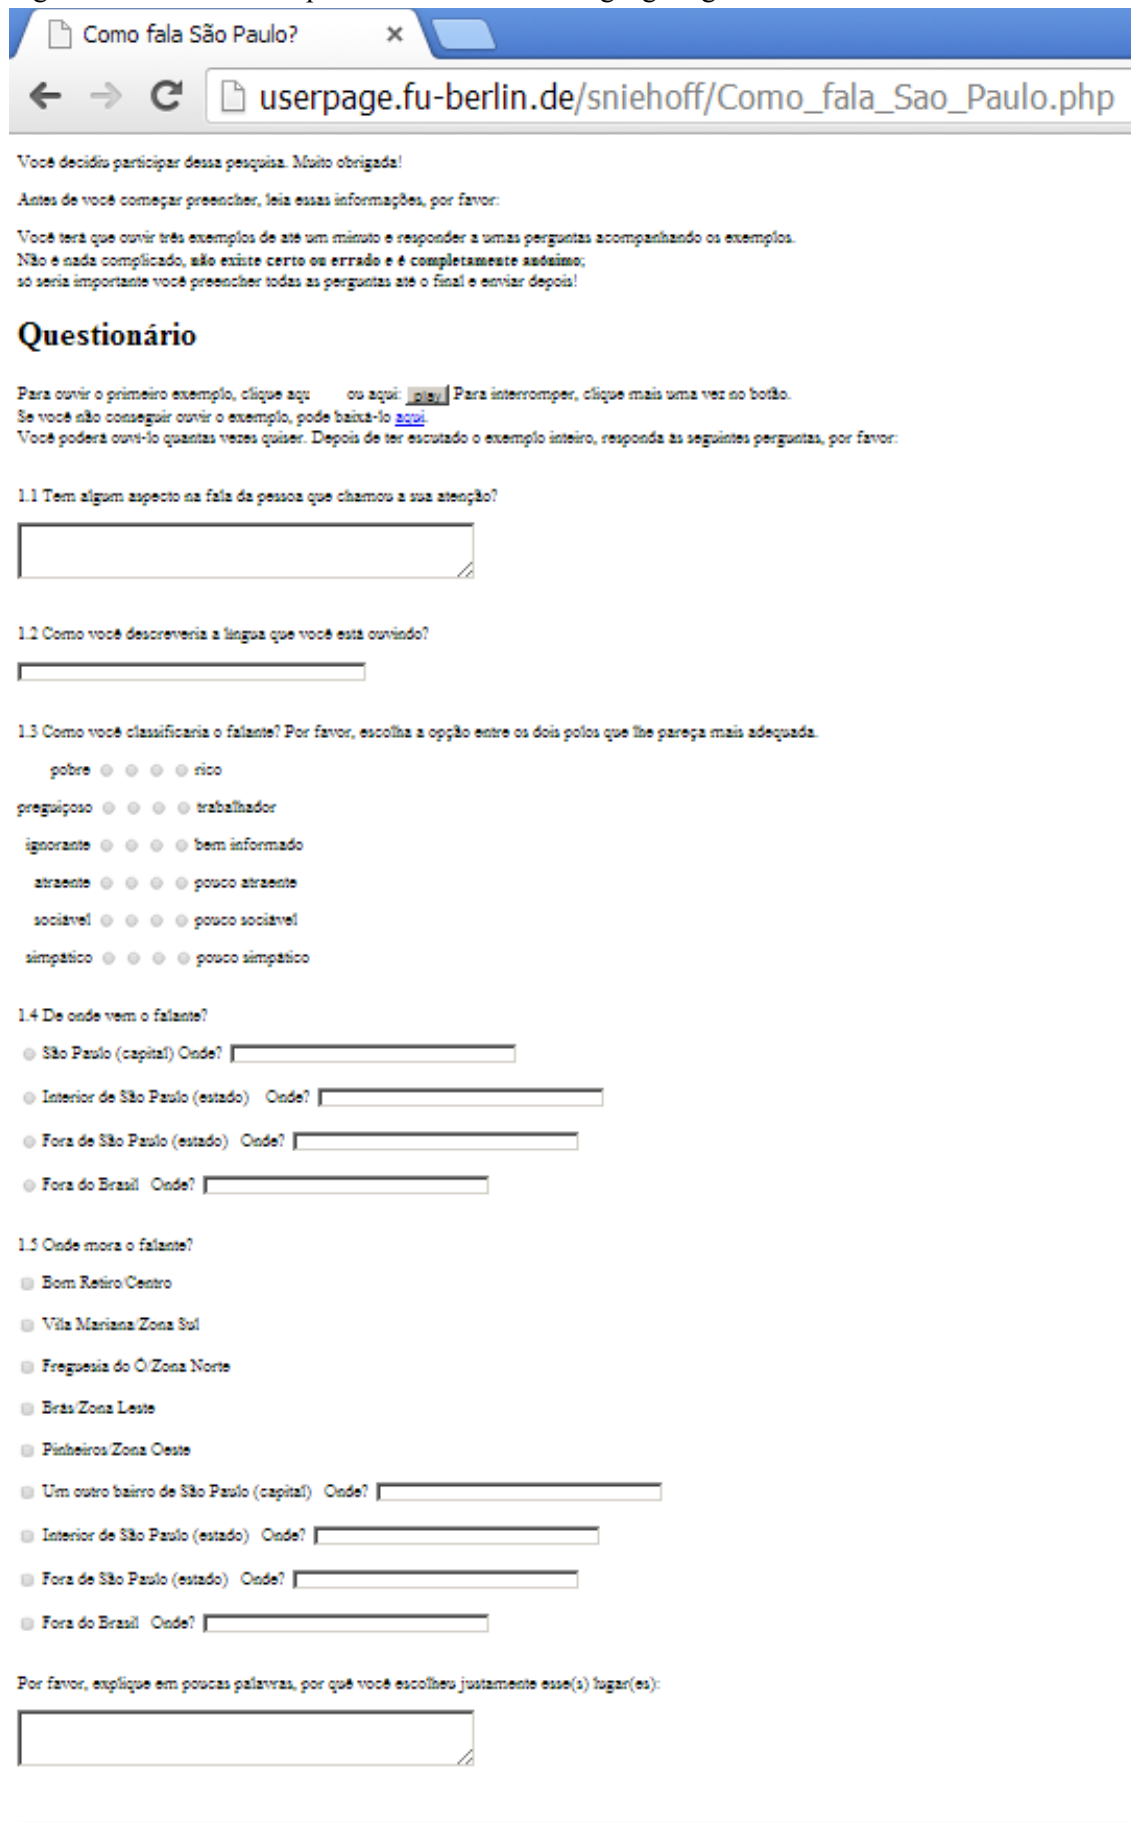 Como fala São Paulo?
userpage.fu-berlin.de/sniehoff/Como_fala_Sao_Paulo.php
Você decidiu participar dessa pesquisa. Muito obrigada!
Antes de você começar preencher, leia essas informações, por favor:
Você terá que ouvir três exemplos de até um minuto e responder a umas perguntas acompanhando os exemplos.
Não é nada complicado, não existe certo ou errado e é completamente anônimo;
só seria importante você preencher todas as perguntas até o final e enviar depois!
Questionário
Para ouvir o primeiro exemplo, clique aqu ou aqui: play Para interromper, clique mais uma vez no botão.
Se você não conseguir ouvir o exemplo, pode baixá-lo aqui.
Você poderá ouvi-lo quantas vezes quiser. Depois de ter escutado o exemplo inteiro, responda às seguintes perguntas, por favor:
1.1 Tem algum aspecto na fala da pessoa que chamou a sua atenção?
1.2 Como você descreveria a língua que você está ouvindo?
1.3 Como você classificaria o falante? Por favor, escolha a opção entre os dois polos que lhe pareça mais adequada.
pobre rico
preguiçoso trabalhador
ignorante bem informado
atraente pouco atraente
sociável pouco sociável
simpático pouco simpático
1.4 De onde vem o falante?
São Paulo (capital) Onde?
Interior de São Paulo (estado) Onde?
Fora de São Paulo (estado) Onde?
Fora do Brasil Onde?
1.5 Onde mora o falante?
Bom Retiro/Centro
Vila Mariana/Zona Sul
Freguesia do Ó/Zona Norte
Brás/Zona Leste
Pinheiros/Zona Oeste
Um outro bairro de São Paulo (capital) Onde?
Interior de São Paulo (estado) Onde?
Fora de São Paulo (estado) Onde?
Fora do Brasil Onde?
Por favor, explique em poucas palavras, por quê você escolheu justamente esse(s) lugar(es):